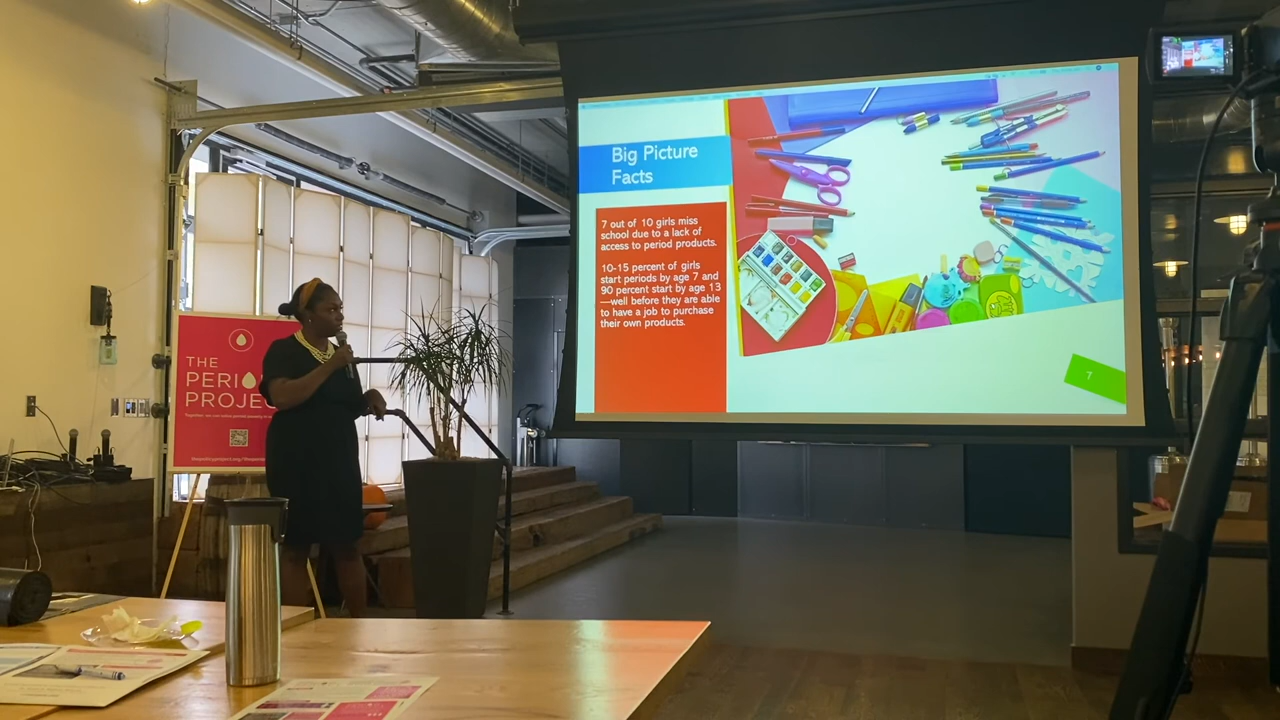 Big Picture
Facts
7 out of 10 girls miss
school due to a lack of
access to period products.
10-15 percent of girls
start periods by age 7 and
90 percent start by age 13
—well before they are able
to have a job to purchase
their own products.
7
THE
PERIO
PROJEC